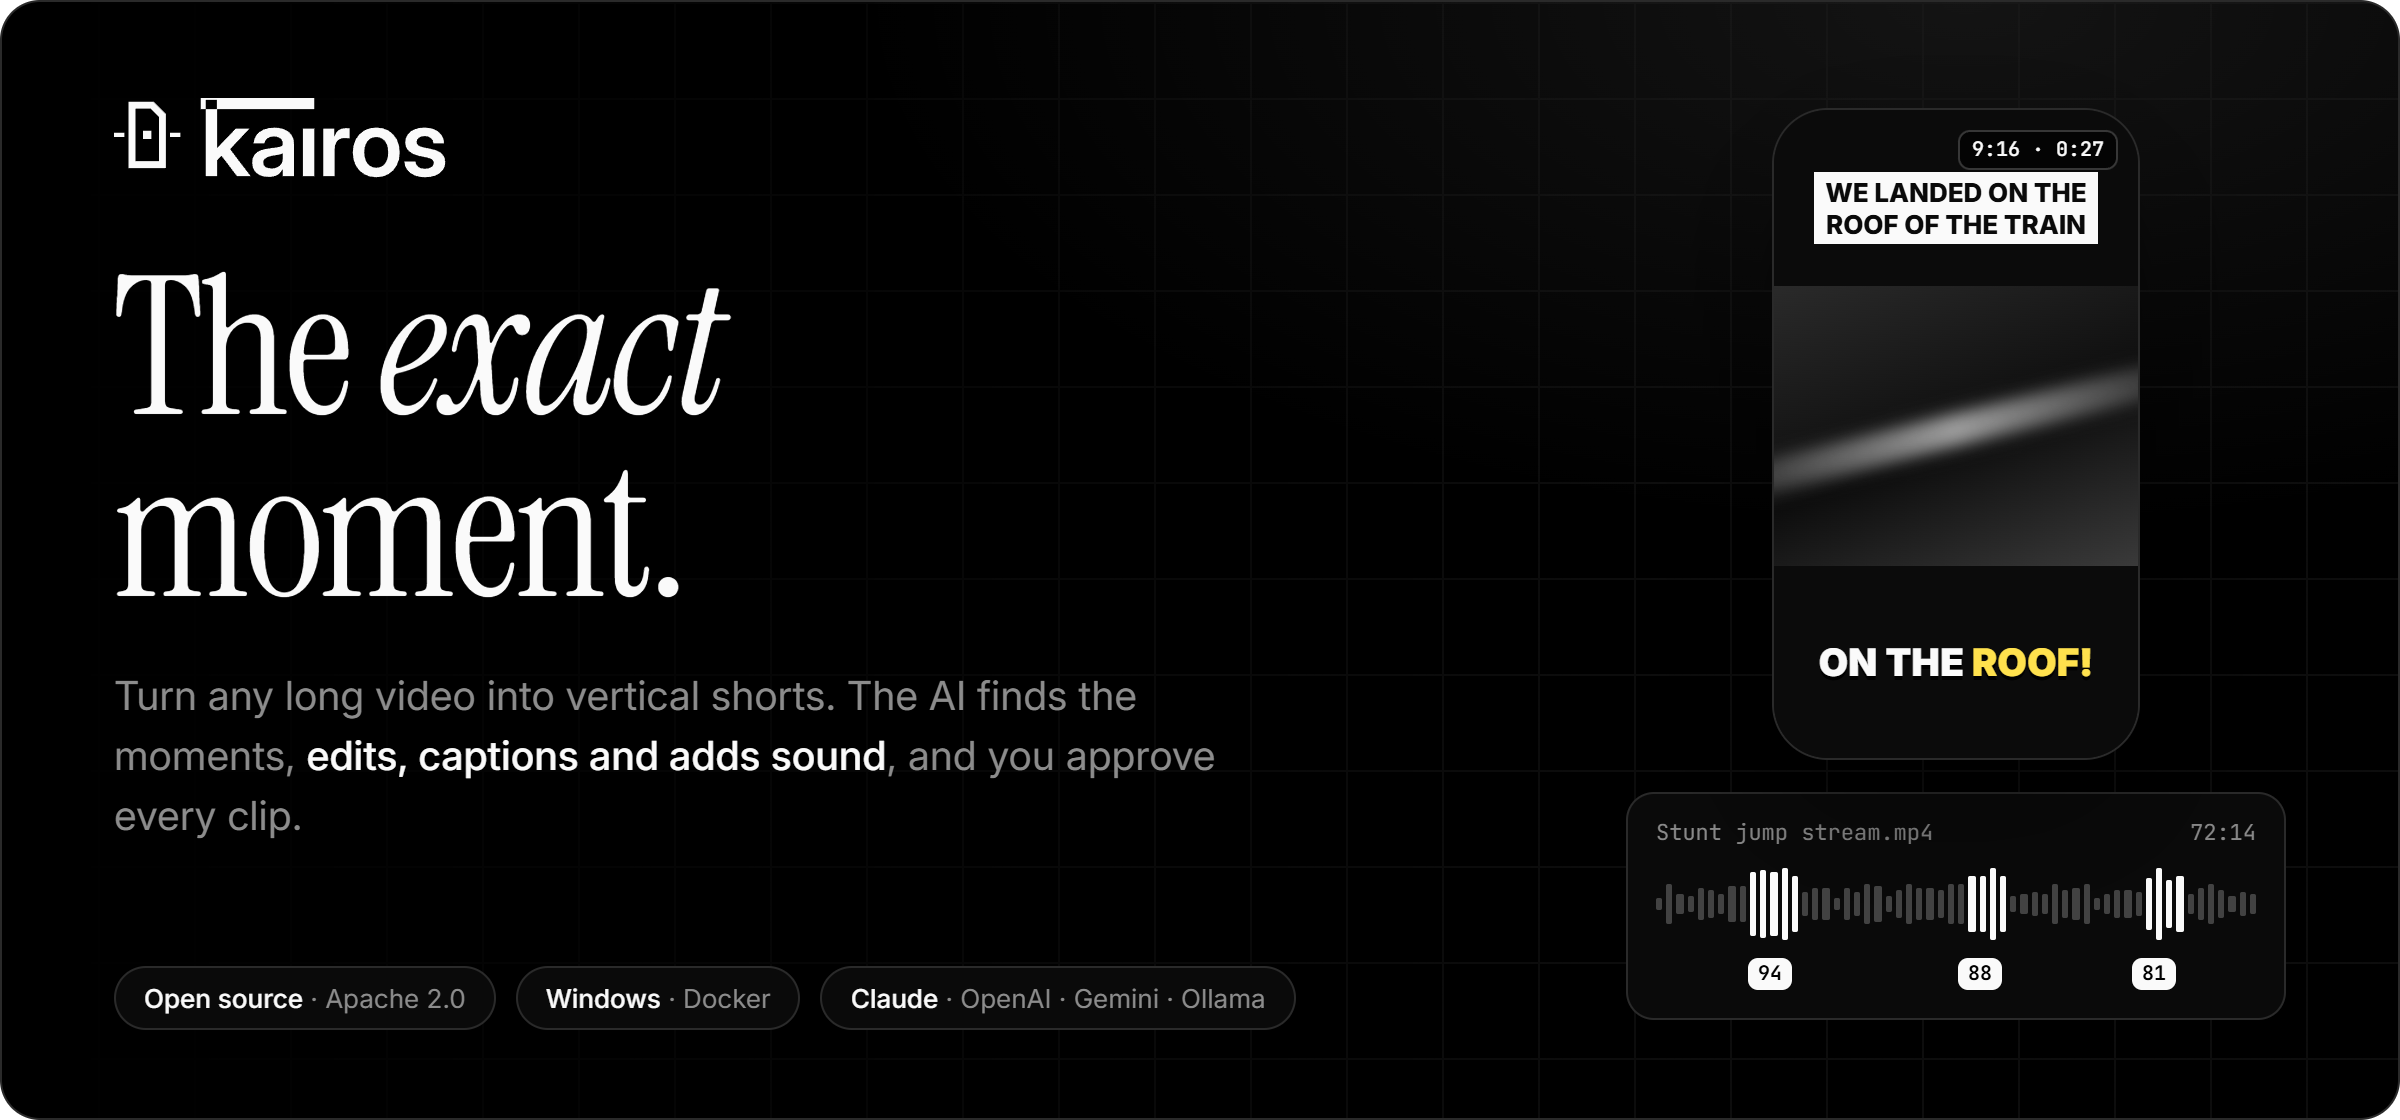 kairos
The exact
moment.
Turn any long video into vertical shorts. The AI finds the
moments, edits, captions and adds sound, and you approve
every clip.
Open source · Apache 2.0
Windows · Docker
Claude · OpenAI · Gemini · Ollama
9:16 · 0:27
WE LANDED ON THE
ROOF OF THE TRAIN
ON THE ROOF!
Stunt jump stream.mp4
72:14
94
88
81